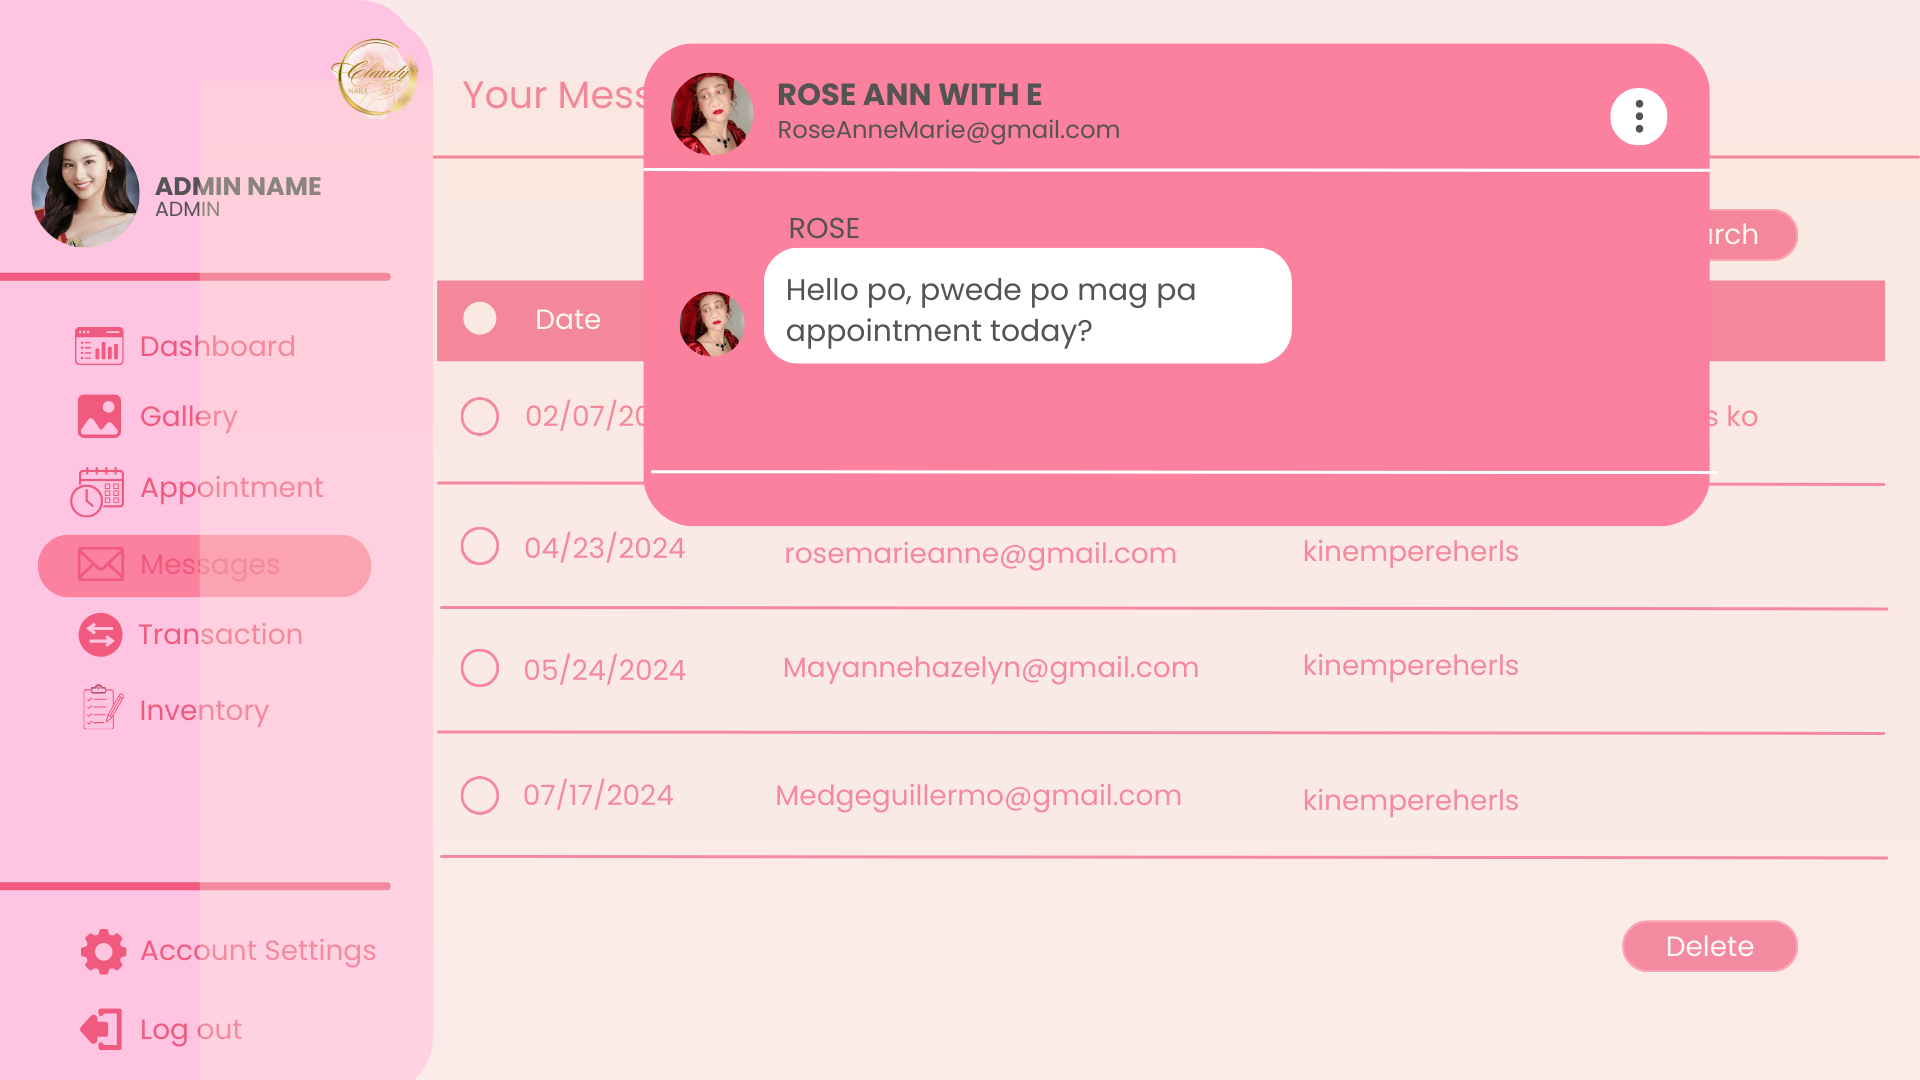 Claudy
NAILS
ADMIN NAME
ADMIN
Dashboard
Gallery
Appointment
Messages
Transaction
Inventory
Account Settings
Log out
Your Mess
ROSE ANN WITH E
RoseAnneMarie@gmail.com
ROSE
Hello po, pwede po mag pa
appointment today?
arch
Date
02/07/20
s ko
04/23/2024 rosemarieanne@gmail.com kinempereherls
05/24/2024 Mayannehazelyn@gmail.com kinempereherls
07/17/2024 Medgeguillermo@gmail.com kinempereherls
Delete